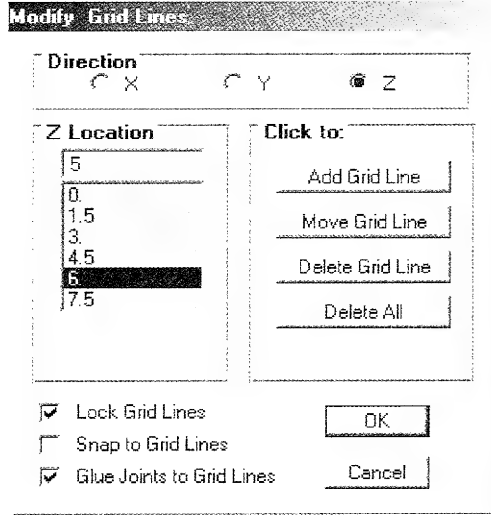 Modify Grid Lines
Direction
X Y Z
Z Location
5
0.
1.5
3.
4.5
6.
7.5
Click to:
Add Grid Line
Move Grid Line
Delete Grid Line
Delete All
Lock Grid Lines
Snap to Grid Lines
Glue Joints to Grid Lines
OK
Cancel